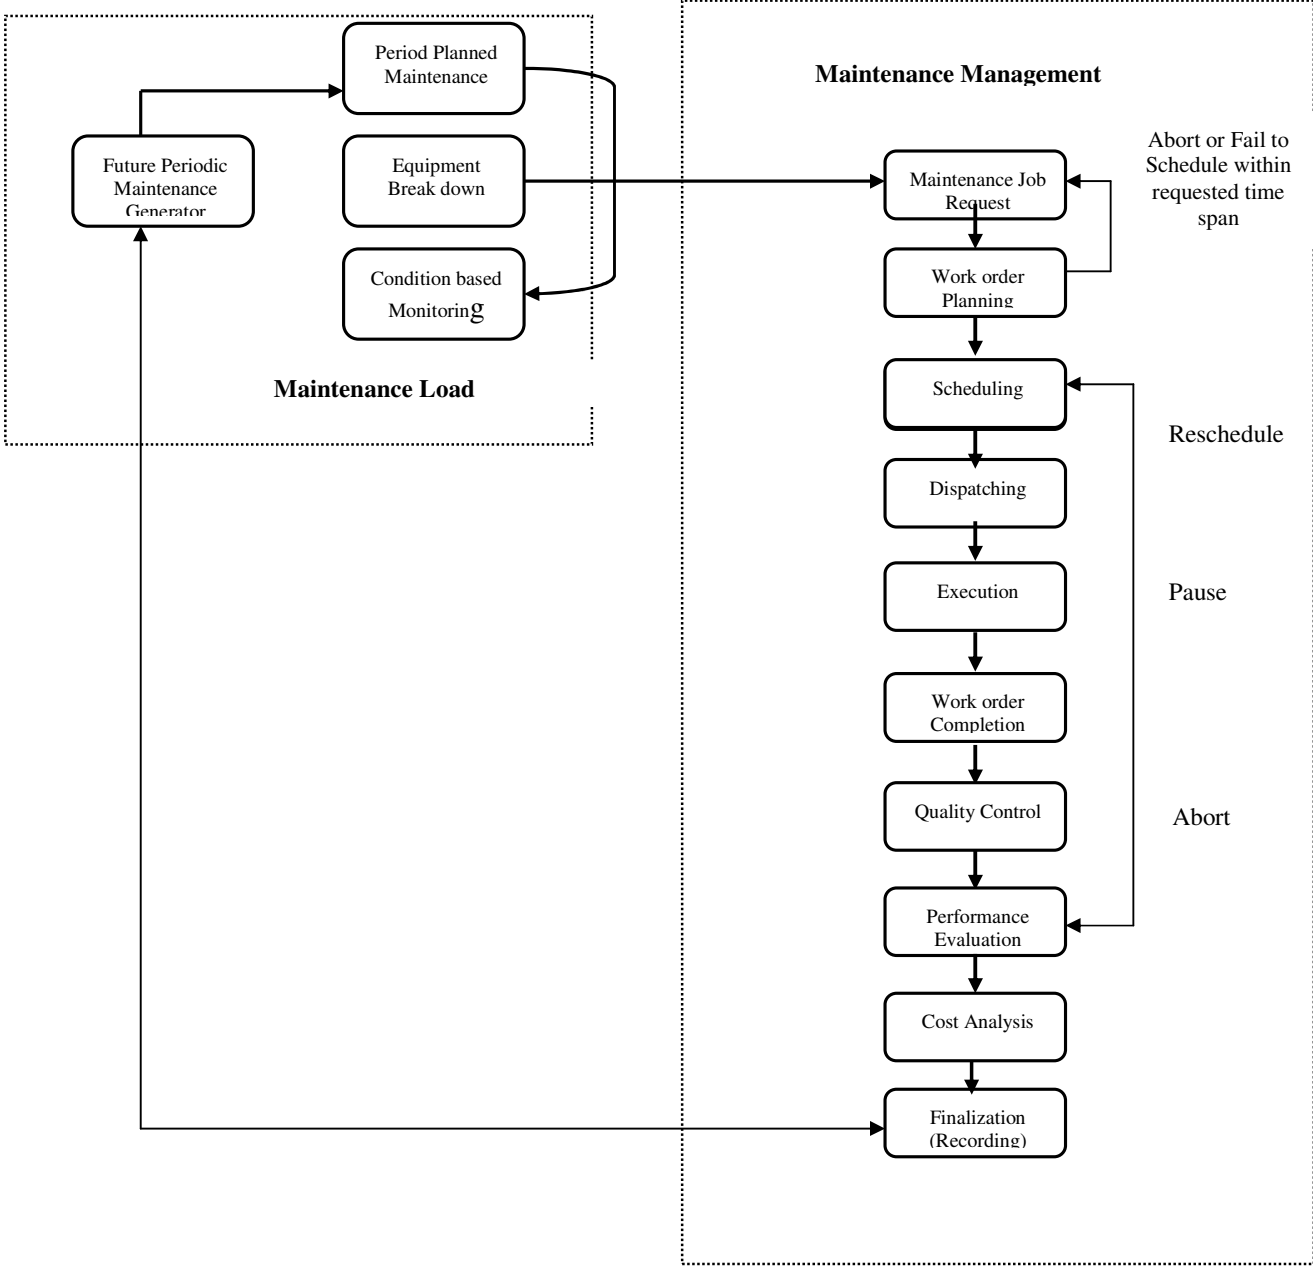 Period Planned
Maintenance
Future Periodic
Maintenance
Generator
Equipment
Break down
Condition based
Monitoring
Maintenance Load
Maintenance Management
Abort or Fail to
Schedule within
requested time
span
Maintenance Job
Request
Work order
Planning
Scheduling
Reschedule
Dispatching
Execution
Pause
Work order
Completion
Quality Control
Abort
Performance
Evaluation
Cost Analysis
Finalization
(Recording)